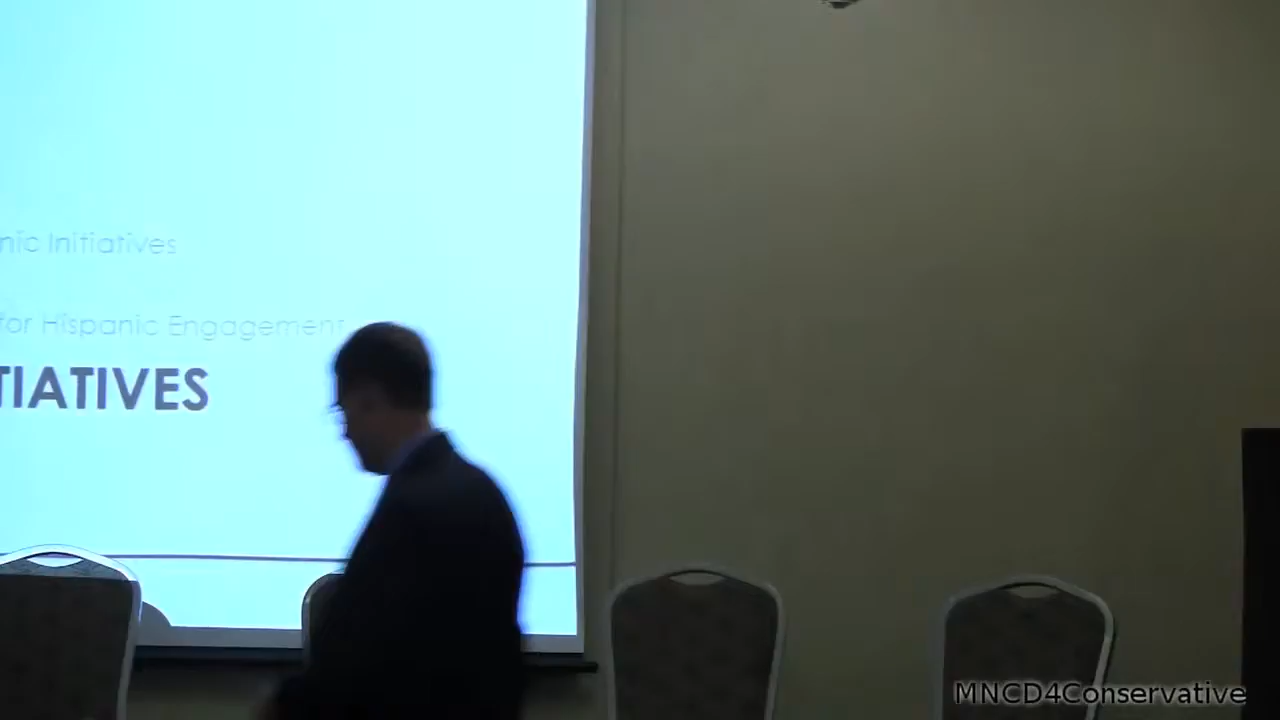 nic Initiatives
for Hispanic Engagement
TIATIVES
MNCD4Conservative